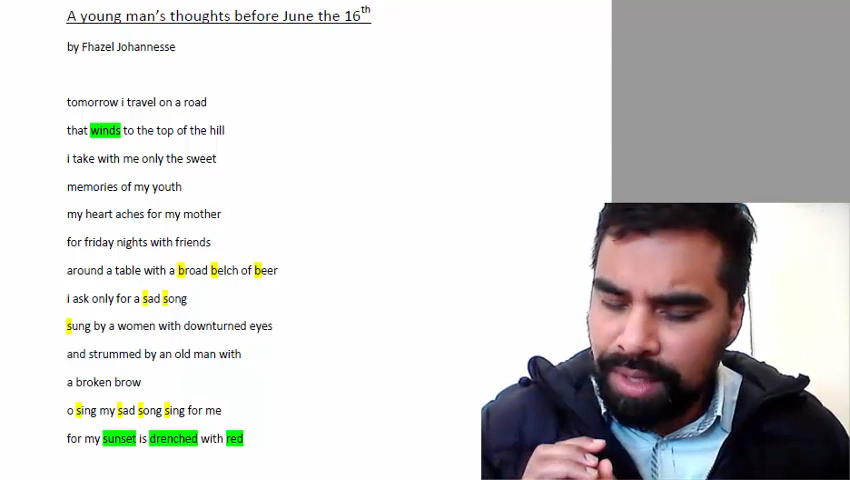 A young man's thoughts before June the 16th
by Fhazel Johannesse
tomorrow i travel on a road
that winds to the top of the hill
i take with me only the sweet
memories of my youth
my heart aches for my mother
for friday nights with friends
around a table with a broad belch of beer
i ask only for a sad song
sung by a women with downturned eyes
and strummed by an old man with
a broken brow
o sing my sad song sing for me
for my sunset is drenched with red